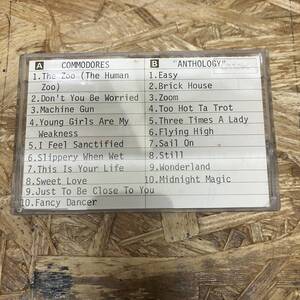 A COMMODORES
1.The Zoo (The Human
Zoo)
2.Don't You Be Worried
3.Machine Gun
4.Young Girls Are My
Weakness
5.I Feel Sanctified
6.Slippery When Wet
7.This Is Your Life
8.Sweet Love
9.Just To Be Close To You
10.Fancy Dancer
B "ANTHOLOGY"
1.Easy
2.Brick House
3.Zoom
4.Too Hot Ta Trot
5.Three Times A Lady
6.Flying High
7.Sail On
8.Still
9.Wonderland
10.Midnight Magic